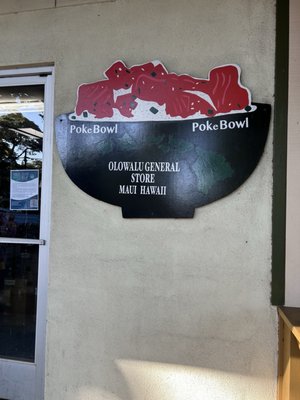 PokeBowl
PokeBowl
OLOWALU GENERAL
STORE
MAUI HAWAII